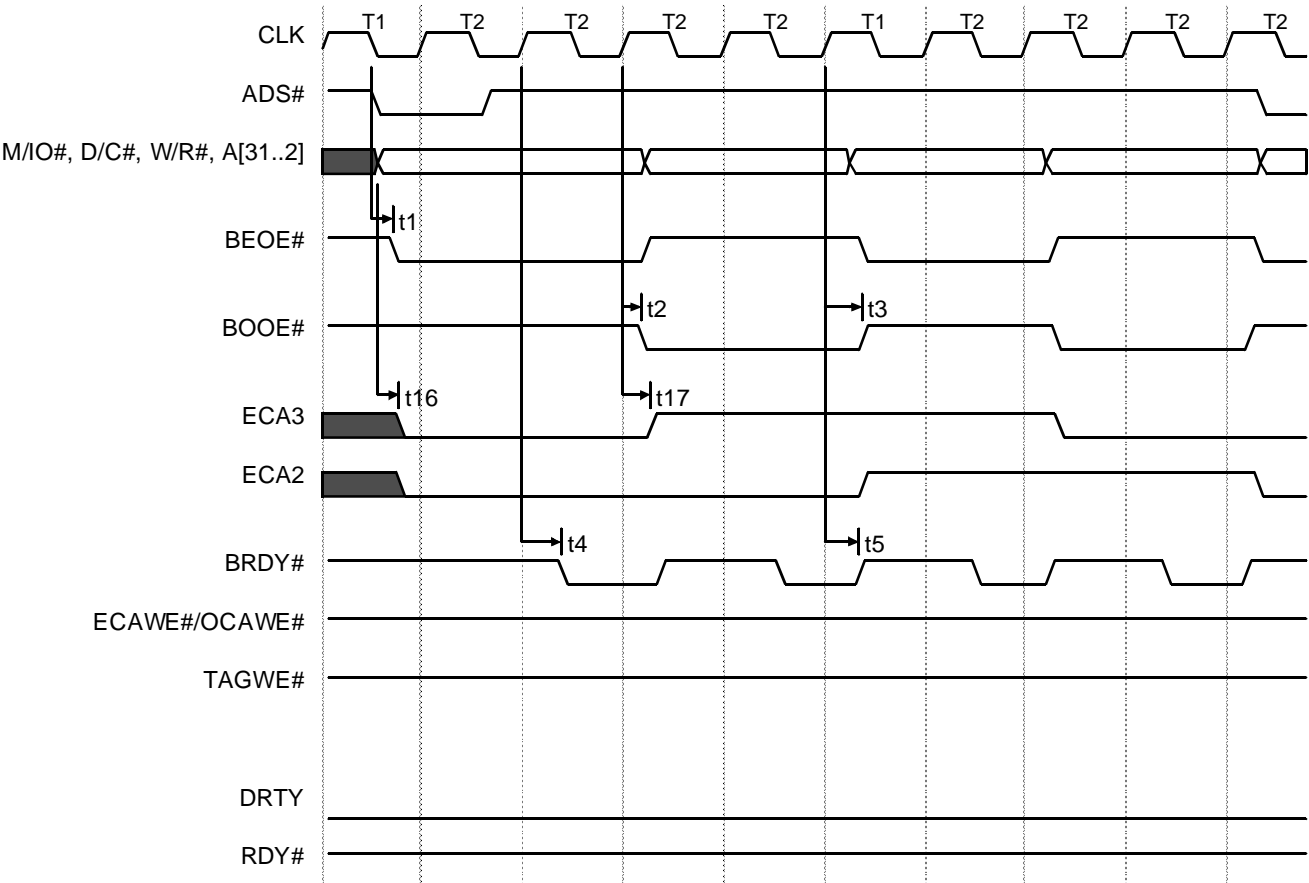 T1 T2 T2 T2 T2 T1 T2 T2 T2 T2
CLK
ADS#
M/IO#, D/C#, W/R#, A[31..2]
t1
BEOE#
t2 t3
BOOE#
t16 t17
ECA3
ECA2
t4 t5
BRDY#
ECAWE#/OCAWE#
TAGWE#
DRTY
RDY#